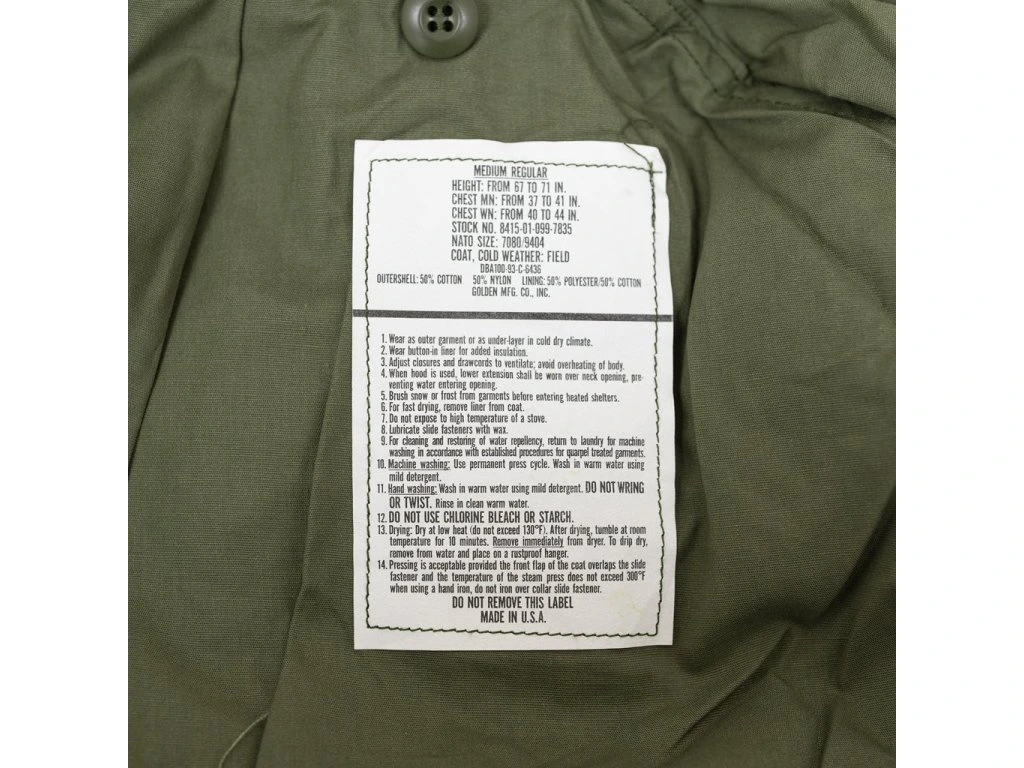 MEDIUM REGULAR
HEIGHT: FROM 67 TO 71 IN.
CHEST MN: FROM 37 TO 41 IN.
CHEST WN: FROM 40 TO 44 IN.
STOCK NO. 8415-01-099-7835
NATO SIZE: 7080/9404
COAT, COLD WEATHER: FIELD
DBA100-93-C-6436
OUTERSHELL: 50% COTTON 50% NYLON LINING: 50% POLYESTER/50% COTTON
GOLDEN MFG. CO., INC.
1. Wear as outer garment or as under-layer in cold dry climate.
2. Wear button-in liner for added insulation.
3. Adjust closures and drawcords to ventilate; avoid overheating of body.
4. When hood is used, lower extension shall be worn over neck opening, pre-
venting water entering opening.
5. Brush snow or frost from garments before entering heated shelters.
6. For fast drying, remove liner from coat.
7. Do not expose to high temperature of a stove.
8. Lubricate slide fasteners with wax.
9. For cleaning and restoring of water repellency, return to laundry for machine
washing in accordance with established procedures for quarpel treated garments.
10. Machine washing: Use permanent press cycle. Wash in warm water using
mild detergent.
11. Hand washing: Wash in warm water using mild detergent. DO NOT WRING
OR TWIST. Rinse in clean warm water.
12. DO NOT USE CHLORINE BLEACH OR STARCH.
13. Drying: Dry at low heat (do not exceed 130°F). After drying, tumble at room
temperature for 10 minutes. Remove immediately from dryer. To drip dry,
remove from water and place on a rustproof hanger.
14. Pressing is acceptable provided the front flap of the coat overlaps the slide
fastener and the temperature of the steam press does not exceed 300°F
when using a hand iron, do not iron over collar slide fastener.
DO NOT REMOVE THIS LABEL
MADE IN U.S.A.